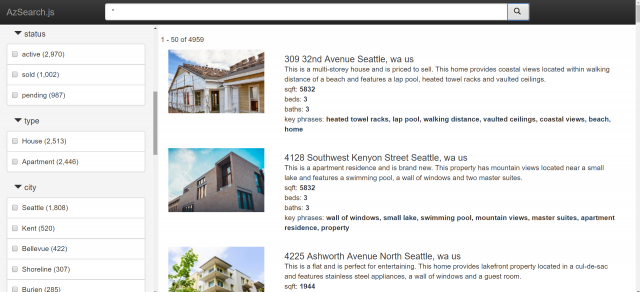 AzSearch.js
*
status
active (2,970)
sold (1,002)
pending (987)
type
House (2,513)
Apartment (2,446)
city
Seattle (1,808)
Kent (520)
Bellevue (422)
Shoreline (307)
Burien (285)
1 - 50 of 4959
309 32nd Avenue Seattle, wa us
This is a multi-storey house and is priced to sell. This home provides coastal views located within walking
distance of a beach and features a lap pool, heated towel racks and vaulted ceilings.
sqft: 5832
beds: 3
baths: 3
key phrases: heated towel racks, lap pool, walking distance, vaulted ceilings, coastal views, beach,
home
4128 Southwest Kenyon Street Seattle, wa us
This is a apartment residence and is brand new. This property has mountain views located near a small
lake and features a swimming pool, a wall of windows and two master suites.
sqft: 5832
beds: 3
baths: 3
key phrases: wall of windows, small lake, swimming pool, mountain views, master suites, apartment
residence, property
4225 Ashworth Avenue North Seattle, wa us
This is a flat and is perfect for entertaining. This home provides lakefront property located in a cul-de-sac
and features stainless steel appliances, a wall of windows and a guest room.
sqft: 1944